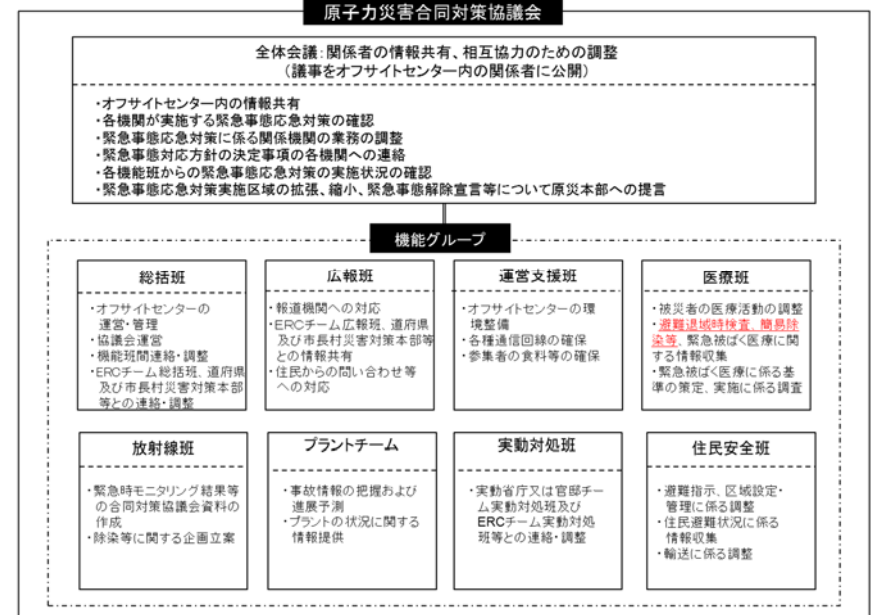 原子力災害合同対策協議会
全体会議:関係者の情報共有、相互協力のための調整
(議事をオフサイトセンター内の関係者に公開)
・オフサイトセンター内の情報共有
・各機関が実施する緊急事態応急対策の確認
・緊急事態応急対策に係る関係機関の業務の調整
・緊急事態対応方針の決定事項の各機関への連絡
・各機能班からの緊急事態応急対策の実施状況の確認
・緊急事態応急対策実施区域の拡張、縮小、緊急事態解除宣言等について原災本部への提言
機能グループ
総括班
・オフサイトセンターの
運営・管理
・協議会運営
・機能班間連絡・調整
・ERCチーム総括班、道府県
及び市長村災害対策本部
等との連絡・調整
広報班
・報道機関への対応
・ERCチーム広報班、道府県
及び市長村災害対策本部等
との情報共有
・住民からの問い合わせ等
への対応
運営支援班
・オフサイトセンターの環
境整備
・各種通信回線の確保
・参集者の食料等の確保
医療班
・被災者の医療活動の調整
・避難退域時検査、簡易除
染等、緊急被ばく医療に関
する情報収集
・緊急被ばく医療に係る基
準の策定、実施に係る調査
放射線班
・緊急時モニタリング結果等
の合同対策協議会資料の
作成
・除染等に関する企画立案
プラントチーム
・事故情報の把握および
進展予測
・プラントの状況に関する
情報提供
実動対処班
・実動省庁又は官邸チー
ム実動対処班及び
ERCチーム実動対処
班等との連絡・調整
住民安全班
・避難指示、区域設定・
管理に係る調整
・住民避難状況に係る
情報収集
・輸送に係る調整